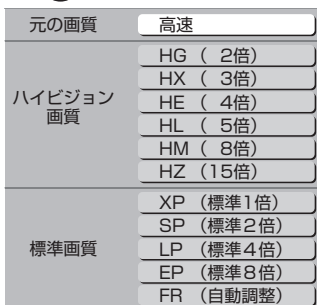 元の画質
高速
ハイビジョン
画質
HG ( 2倍)
HX ( 3倍)
HE ( 4倍)
HL ( 5倍)
HM ( 8倍)
HZ (15倍)
標準画質
XP (標準1倍)
SP (標準2倍)
LP (標準4倍)
EP (標準8倍)
FR (自動調整)